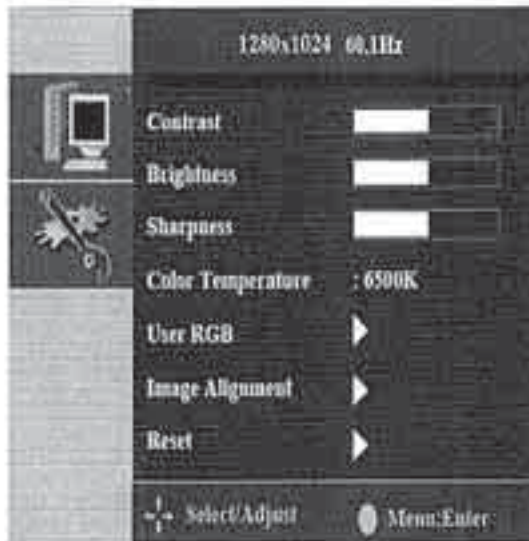 1280x1024 60.1Hz
Contrast
Brightness
Sharpness
Color Temperature : 6500K
User RGB
Image Alignment
Reset
Select/Adjust Menu:Enter